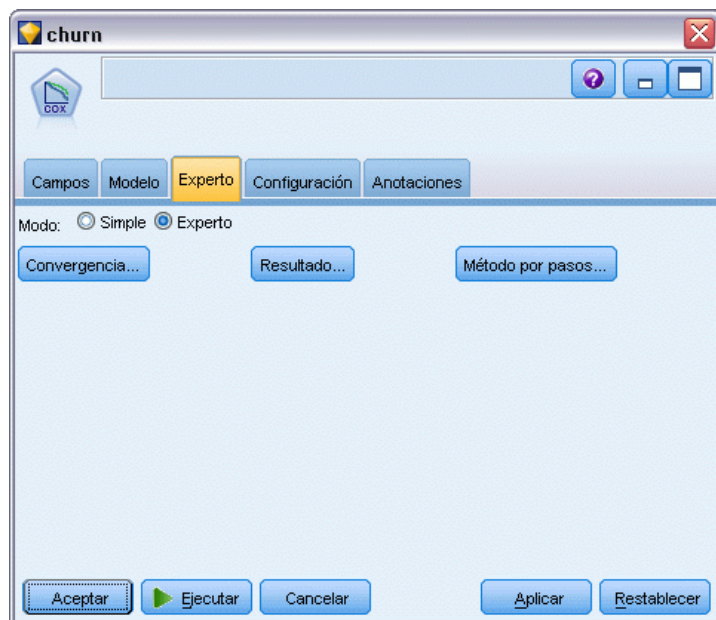 churn
COX
Campos Modelo Experto Configuración Anotaciones
Modo: Simple Experto
Convergencia... Resultado... Método por pasos...
Aceptar Ejecutar Cancelar Aplicar Restablecer